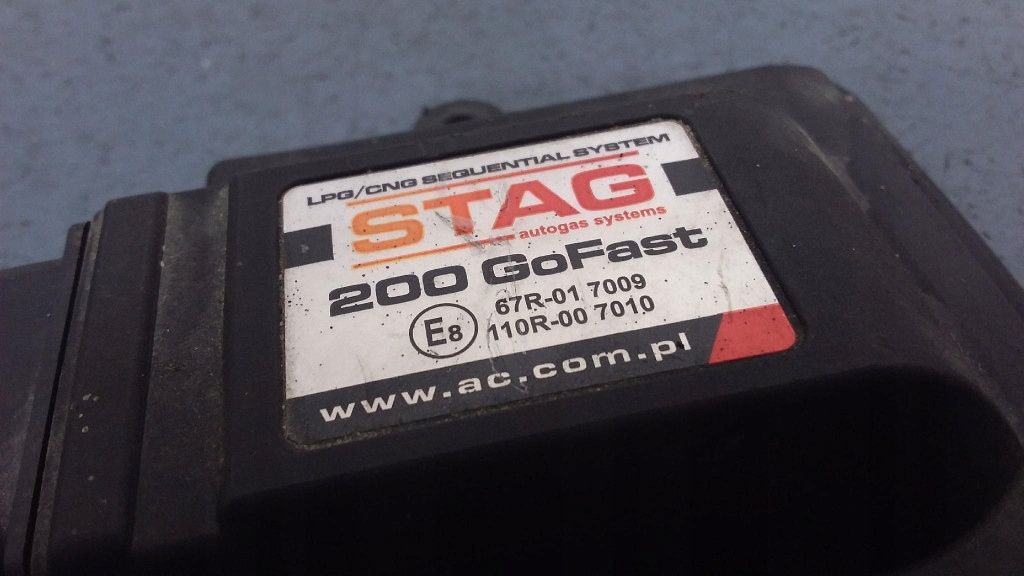 LPG/CNG SEQUENTIAL SYSTEM
STAG
autogas systems
200 GoFast
E8
67R-01 7009
110R-00 7010
www.ac.com.pl